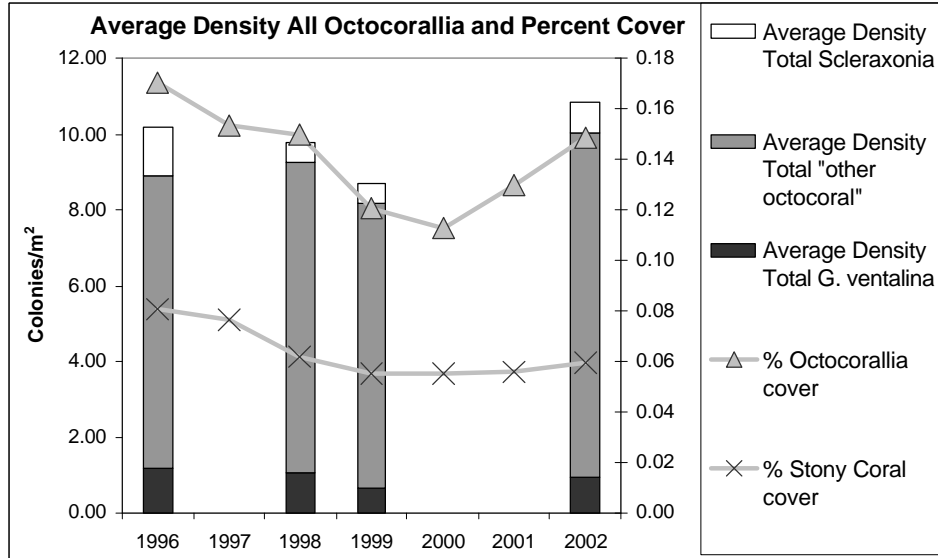 Average Density All Octocorallia and Percent Cover
12.00
10.00
8.00
6.00
4.00
2.00
0.00
Colonies/m²
0.18
0.16
0.14
0.12
0.10
0.08
0.06
0.04
0.02
0.00
1996 1997 1998 1999 2000 2001 2002
Average Density
Total Scleraxonia
Average Density
Total "other
octocoral"
Average Density
Total G. ventalina
% Octocorallia
cover
% Stony Coral
cover